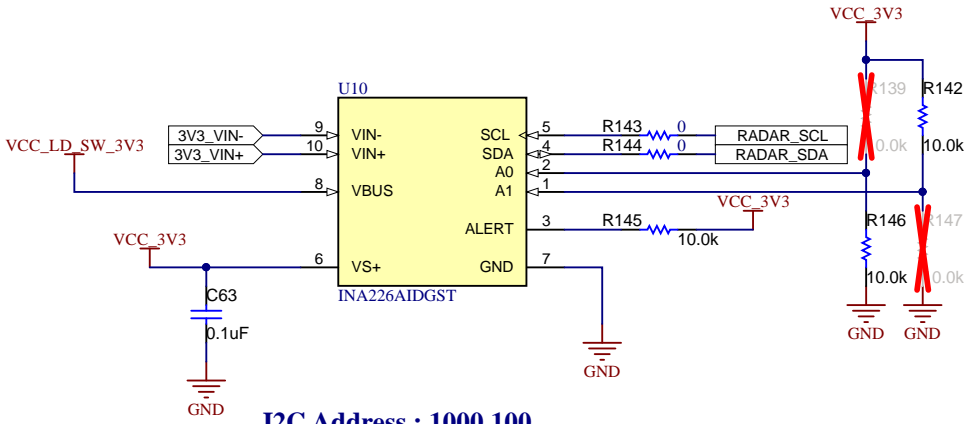 VCC_3V3
U10
R139
R142
3V3_VIN-
9
VIN-
SCL
5
R143
0
RADAR_SCL
VCC_LD_SW_3V3
3V3_VIN+
10
VIN+
SDA
4
R144
0
RADAR_SDA
10.0k
10.0k
A0
2
8
VBUS
A1
1
VCC_3V3
ALERT
3
R145
10.0k
R146
R147
VCC_3V3
6
VS+
GND
7
10.0k
10.0k
INA226AIDGST
C63
0.1uF
GND
GND
GND
GND
I2C Address : 1000 100